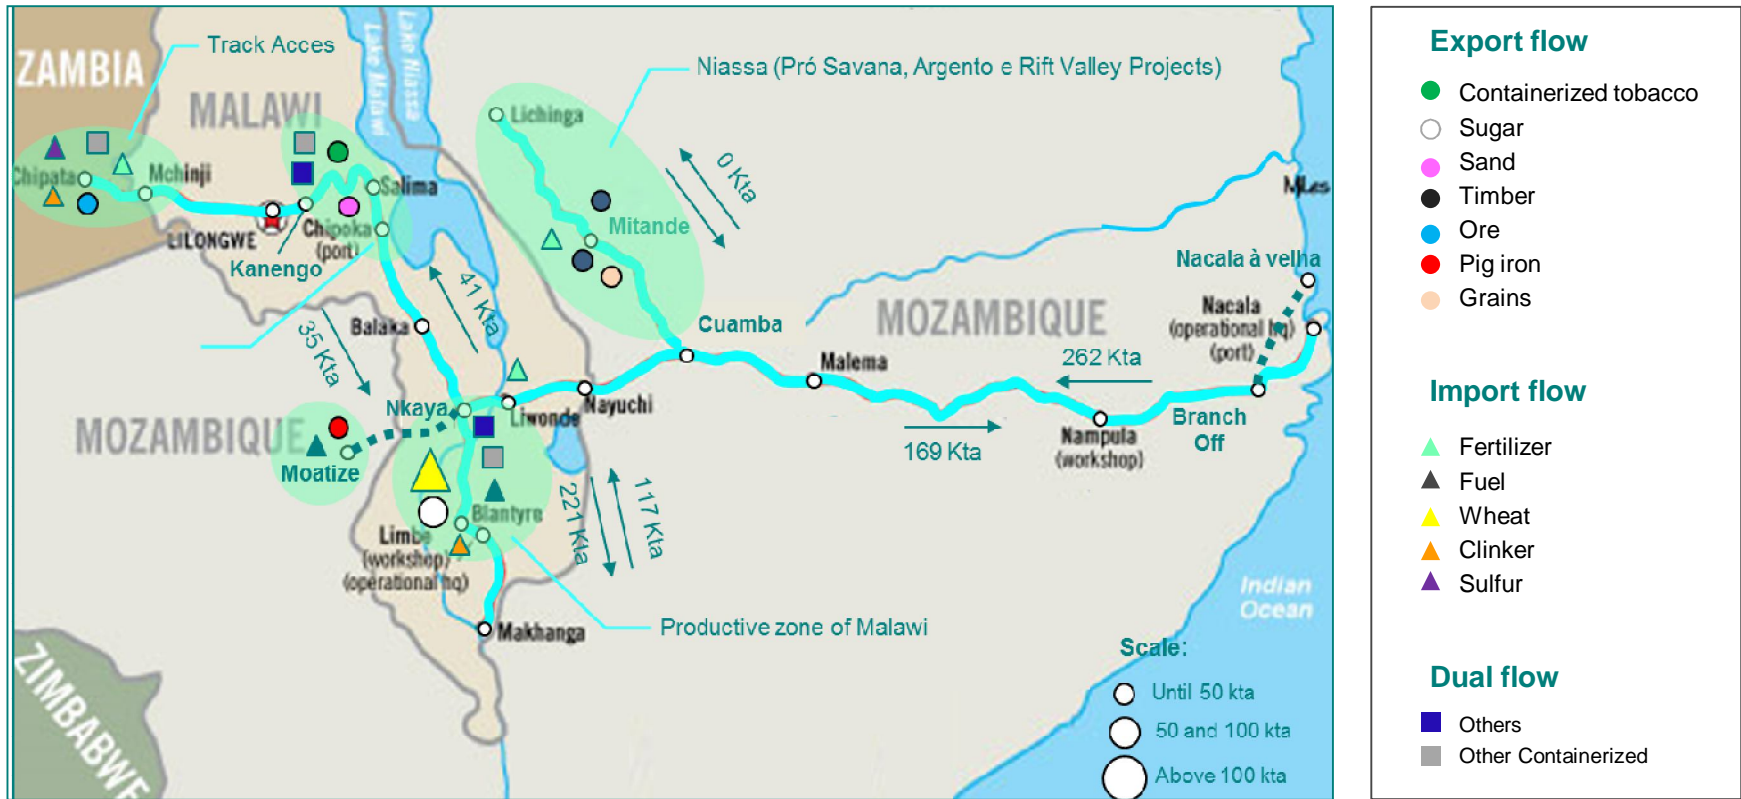 Track Acces
ZAMBIA
MALAWI
Lake Malawi
Lake Niassa
Niassa (Pró Savana, Argento e Rift Valley Projects)
Lichinga
0 Kta
Chipata
Mchinji
Salima
Mitande
LILONGWE
Chipoka
(port)
Kanengo
41 Kta
35 Kta
Balaka
Cuamba
MOZAMBIQUE
Nacala à velha
Nacala
(operational hq)
(port)
Malema
262 Kta
169 Kta
Nampula
(workshop)
Branch
Off
Nkaya
Liwonde
Nayuchi
MOZAMBIQUE
Moatize
Blantyre
Limbe
(workshop)
(operational hq)
221 Kta
117 Kta
Makhanga
Productive zone of Malawi
ZIMBABWE
Indian
Ocean
Scale:
Until 50 kta
50 and 100 kta
Above 100 kta
Export flow
Containerized tobacco
Sugar
Sand
Timber
Ore
Pig iron
Grains
Import flow
Fertilizer
Fuel
Wheat
Clinker
Sulfur
Dual flow
Others
Other Containerized